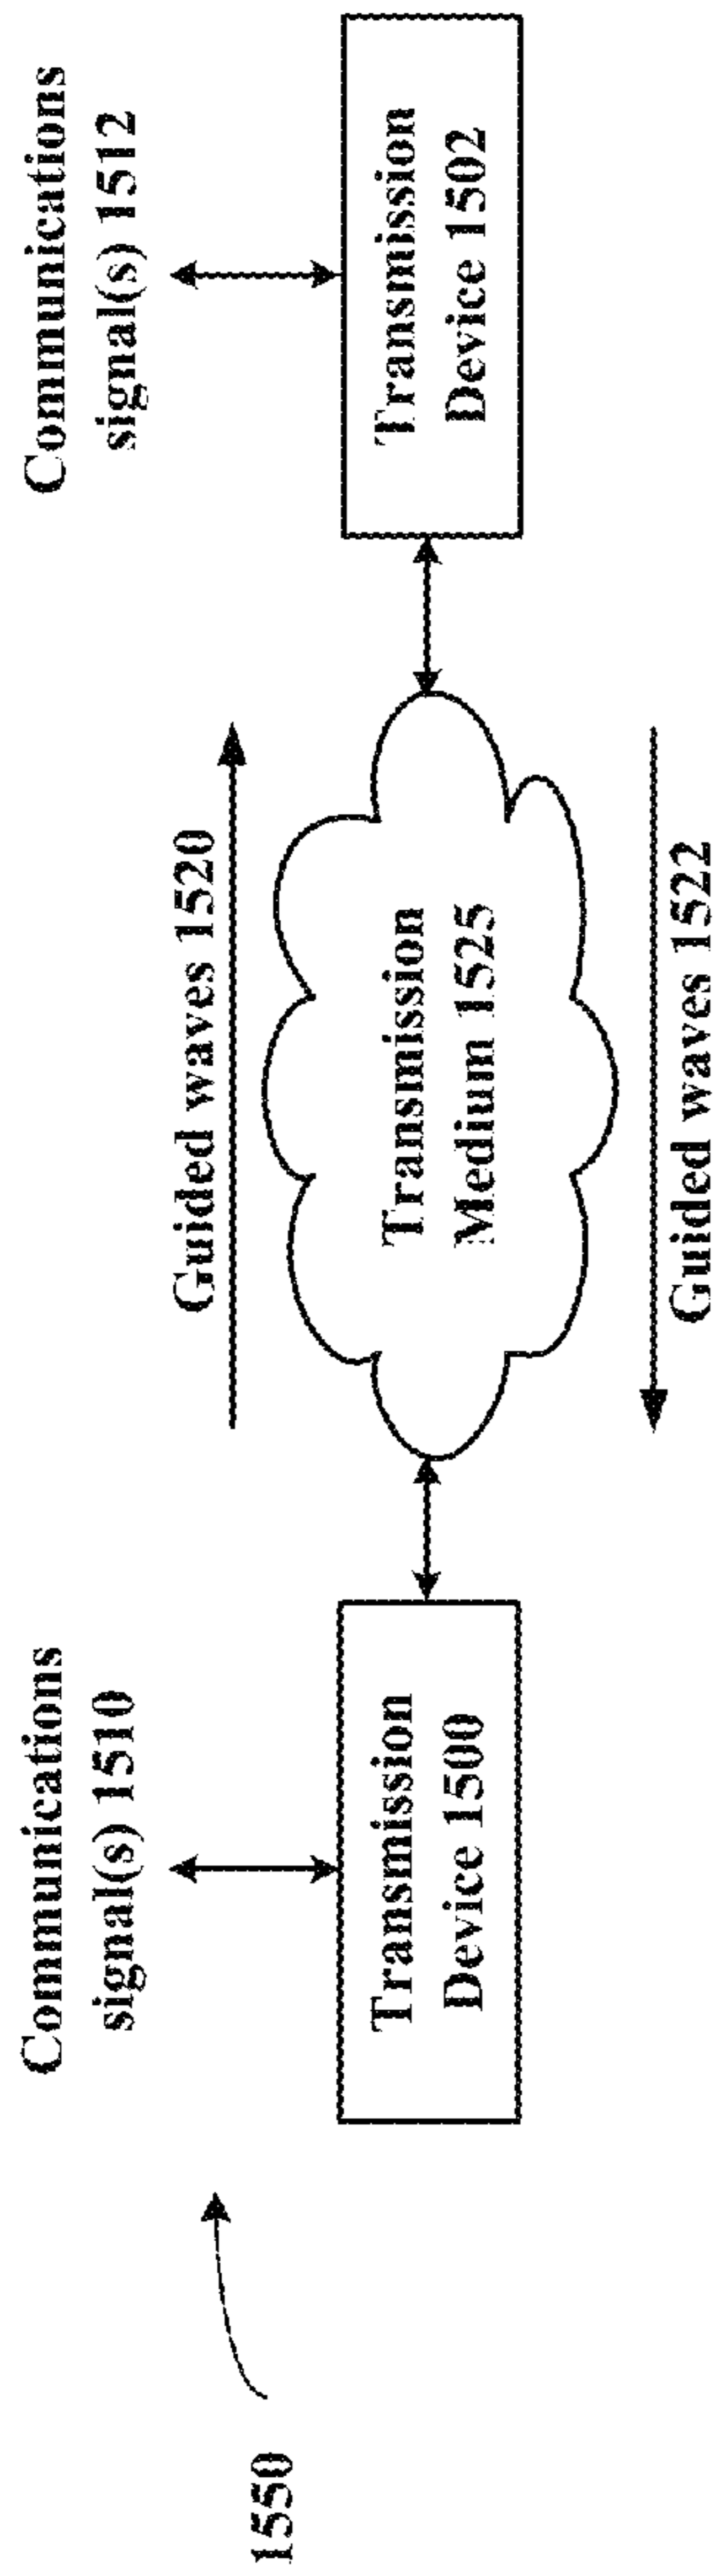 1550
Communications
signal(s) 1510
Transmission
Device 1500
Guided waves 1520
Transmission
Medium 1525
Guided waves 1522
Communications
signal(s) 1512
Transmission
Device 1502